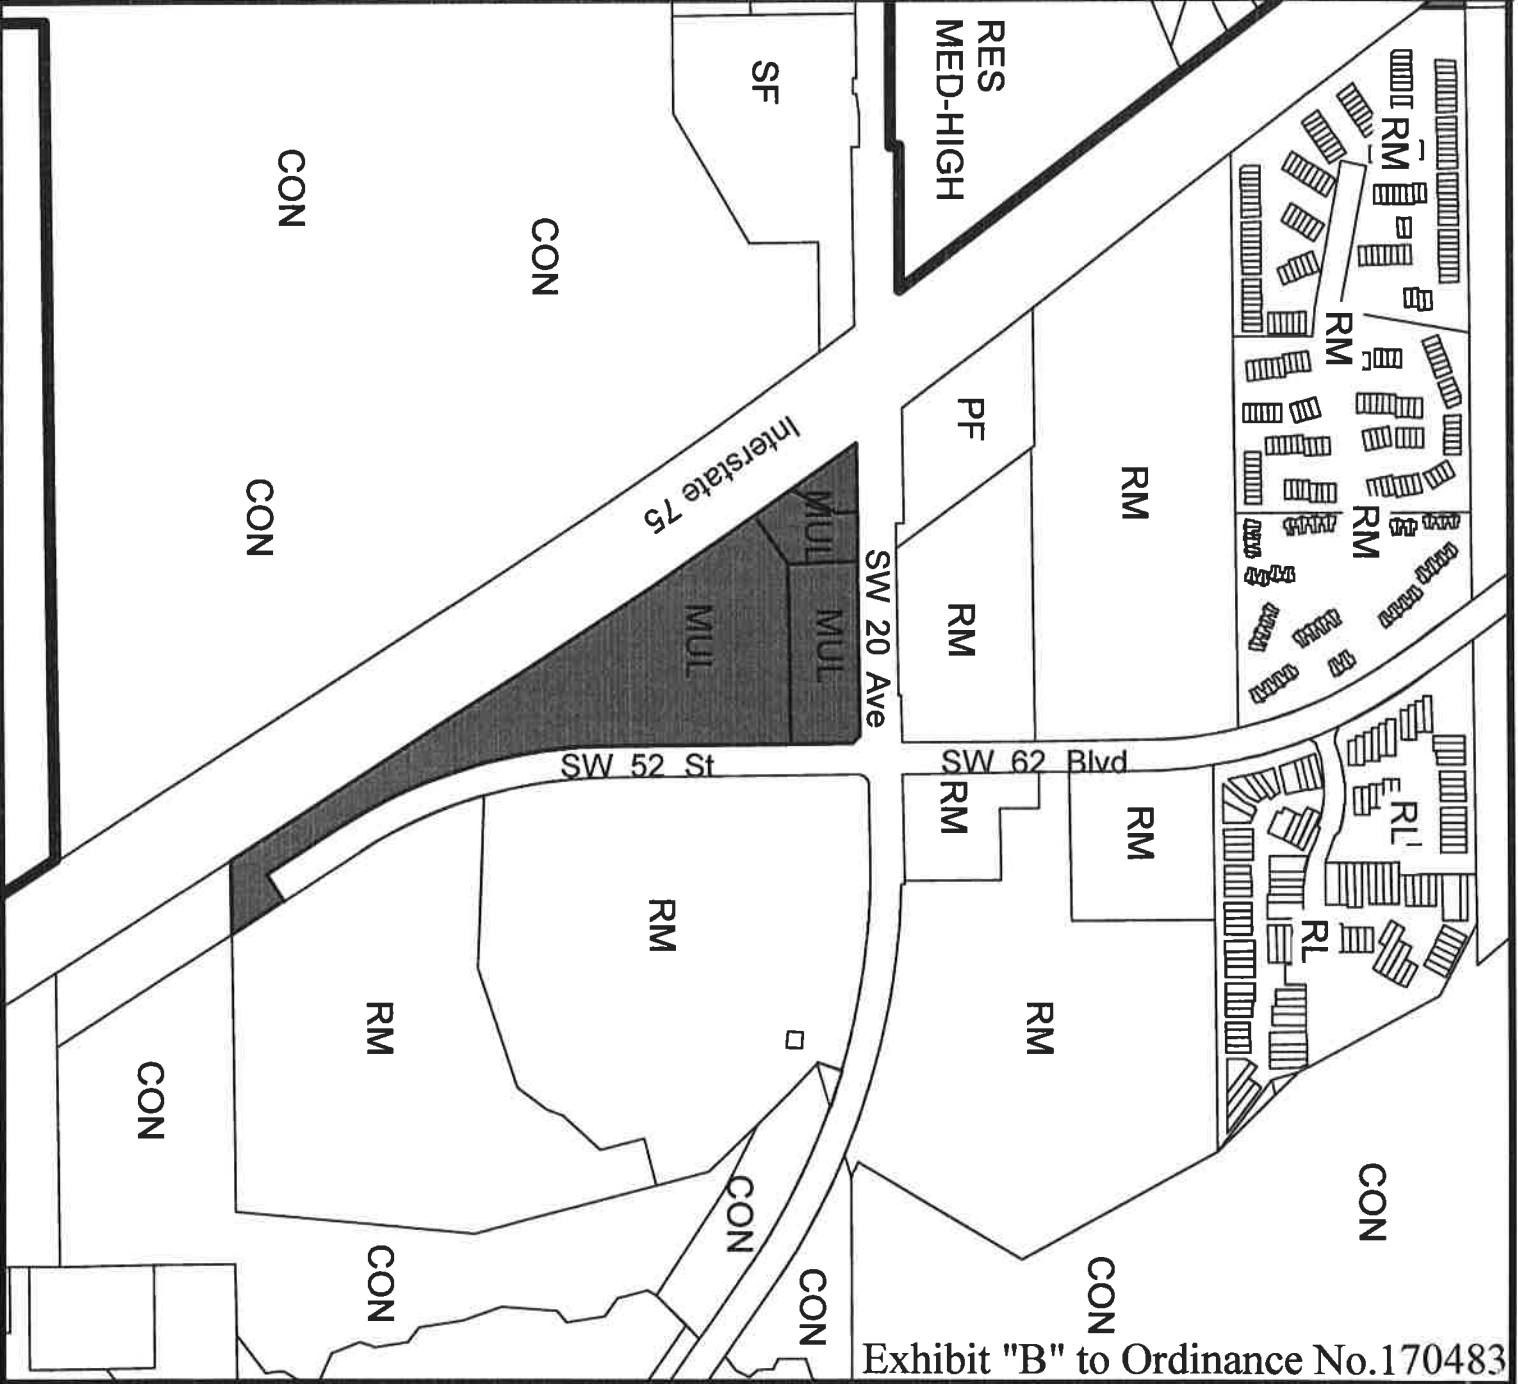 RES
MED-HIGH
SF
RM
CON
CON
RM
PF
Interstate 75
RM
CON
MUL
RM
SW 20 Ave
RM
MUL
MUL
SW 52 St
SW 62 Blvd
RM
RM
RL
RM
RL
RM
RM
CON
CON
CON
CON
CON
CON
Exhibit "B" to Ordinance No.170483